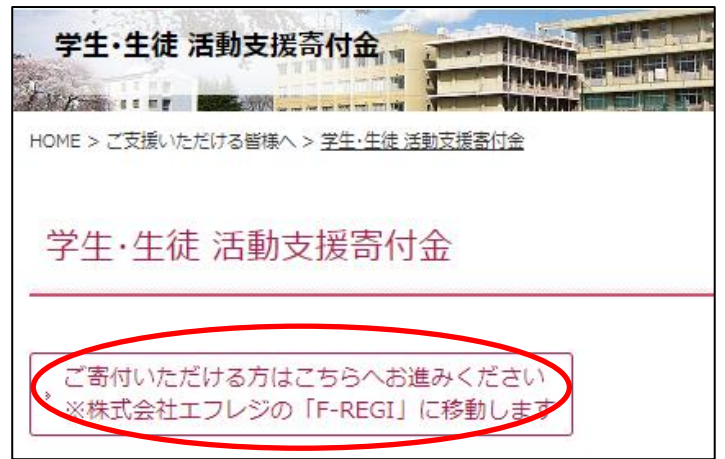 学生・生徒 活動支援寄付金
HOME > ご支援いただける皆様へ > 学生・生徒 活動支援寄付金
学生・生徒 活動支援寄付金
ご寄付いただける方はこちらへお進みください
※株式会社エフレジの「F-REGI」に移動します